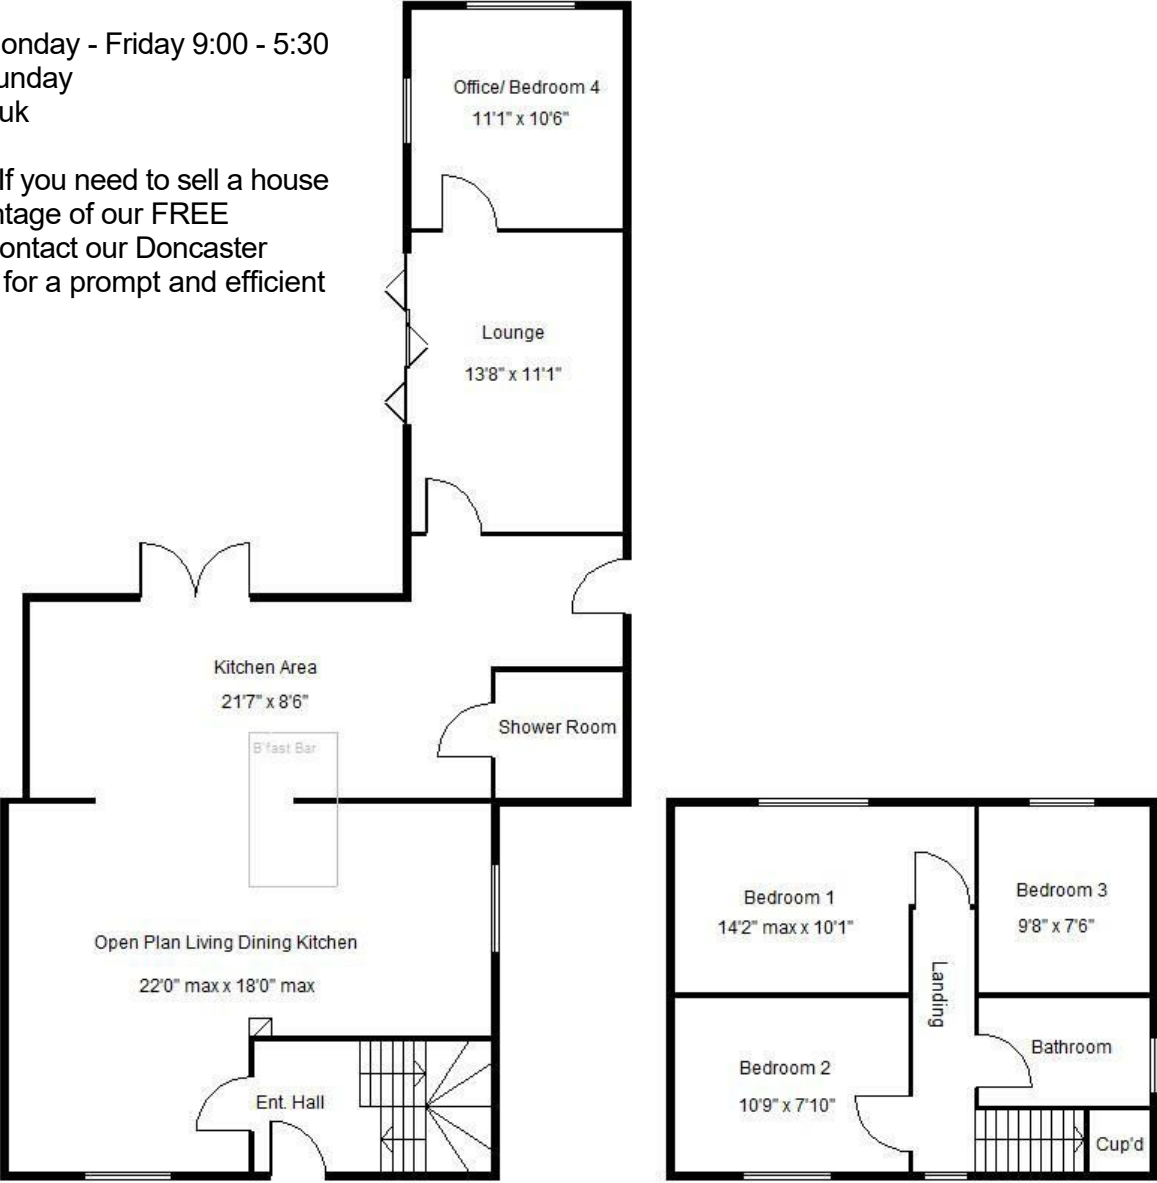 onday - Friday 9:00 - 5:30
unday
uk
If you need to sell a house
ntage of our FREE
ontact our Doncaster
for a prompt and efficient
Office/ Bedroom 4
11'1" x 10'6"
Lounge
13'8" x 11'1"
Kitchen Area
21'7" x 8'6"
B'fast Bar
Shower Room
Open Plan Living Dining Kitchen
22'0" max x 18'0" max
Ent. Hall
Bedroom 1
14'2" max x 10'1"
Bedroom 3
9'8" x 7'6"
Landing
Bedroom 2
10'9" x 7'10"
Bathroom
Cup'd